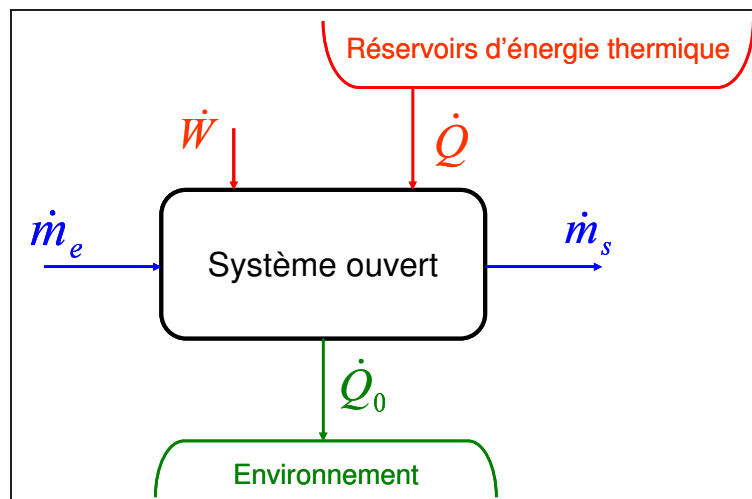 Réservoirs d'énergie thermique
Ẇ
Q̇
ṁₑ
Système ouvert
ṁₛ
Q̇₀
Environnement